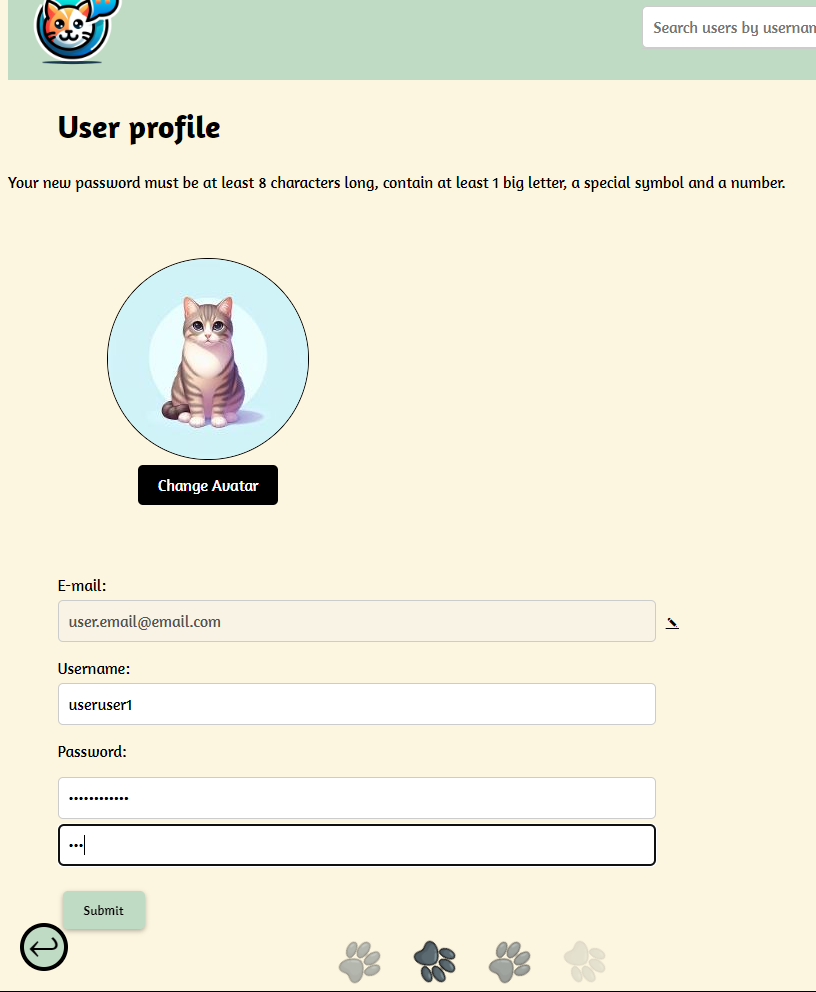 Search users by usernam
User profile
Your new password must be at least 8 characters long, contain at least 1 big letter, a special symbol and a number.
Change Avatar
E-mail:
user.email@email.com
Username:
useruser1
Password:
••••••••••••
•••
Submit